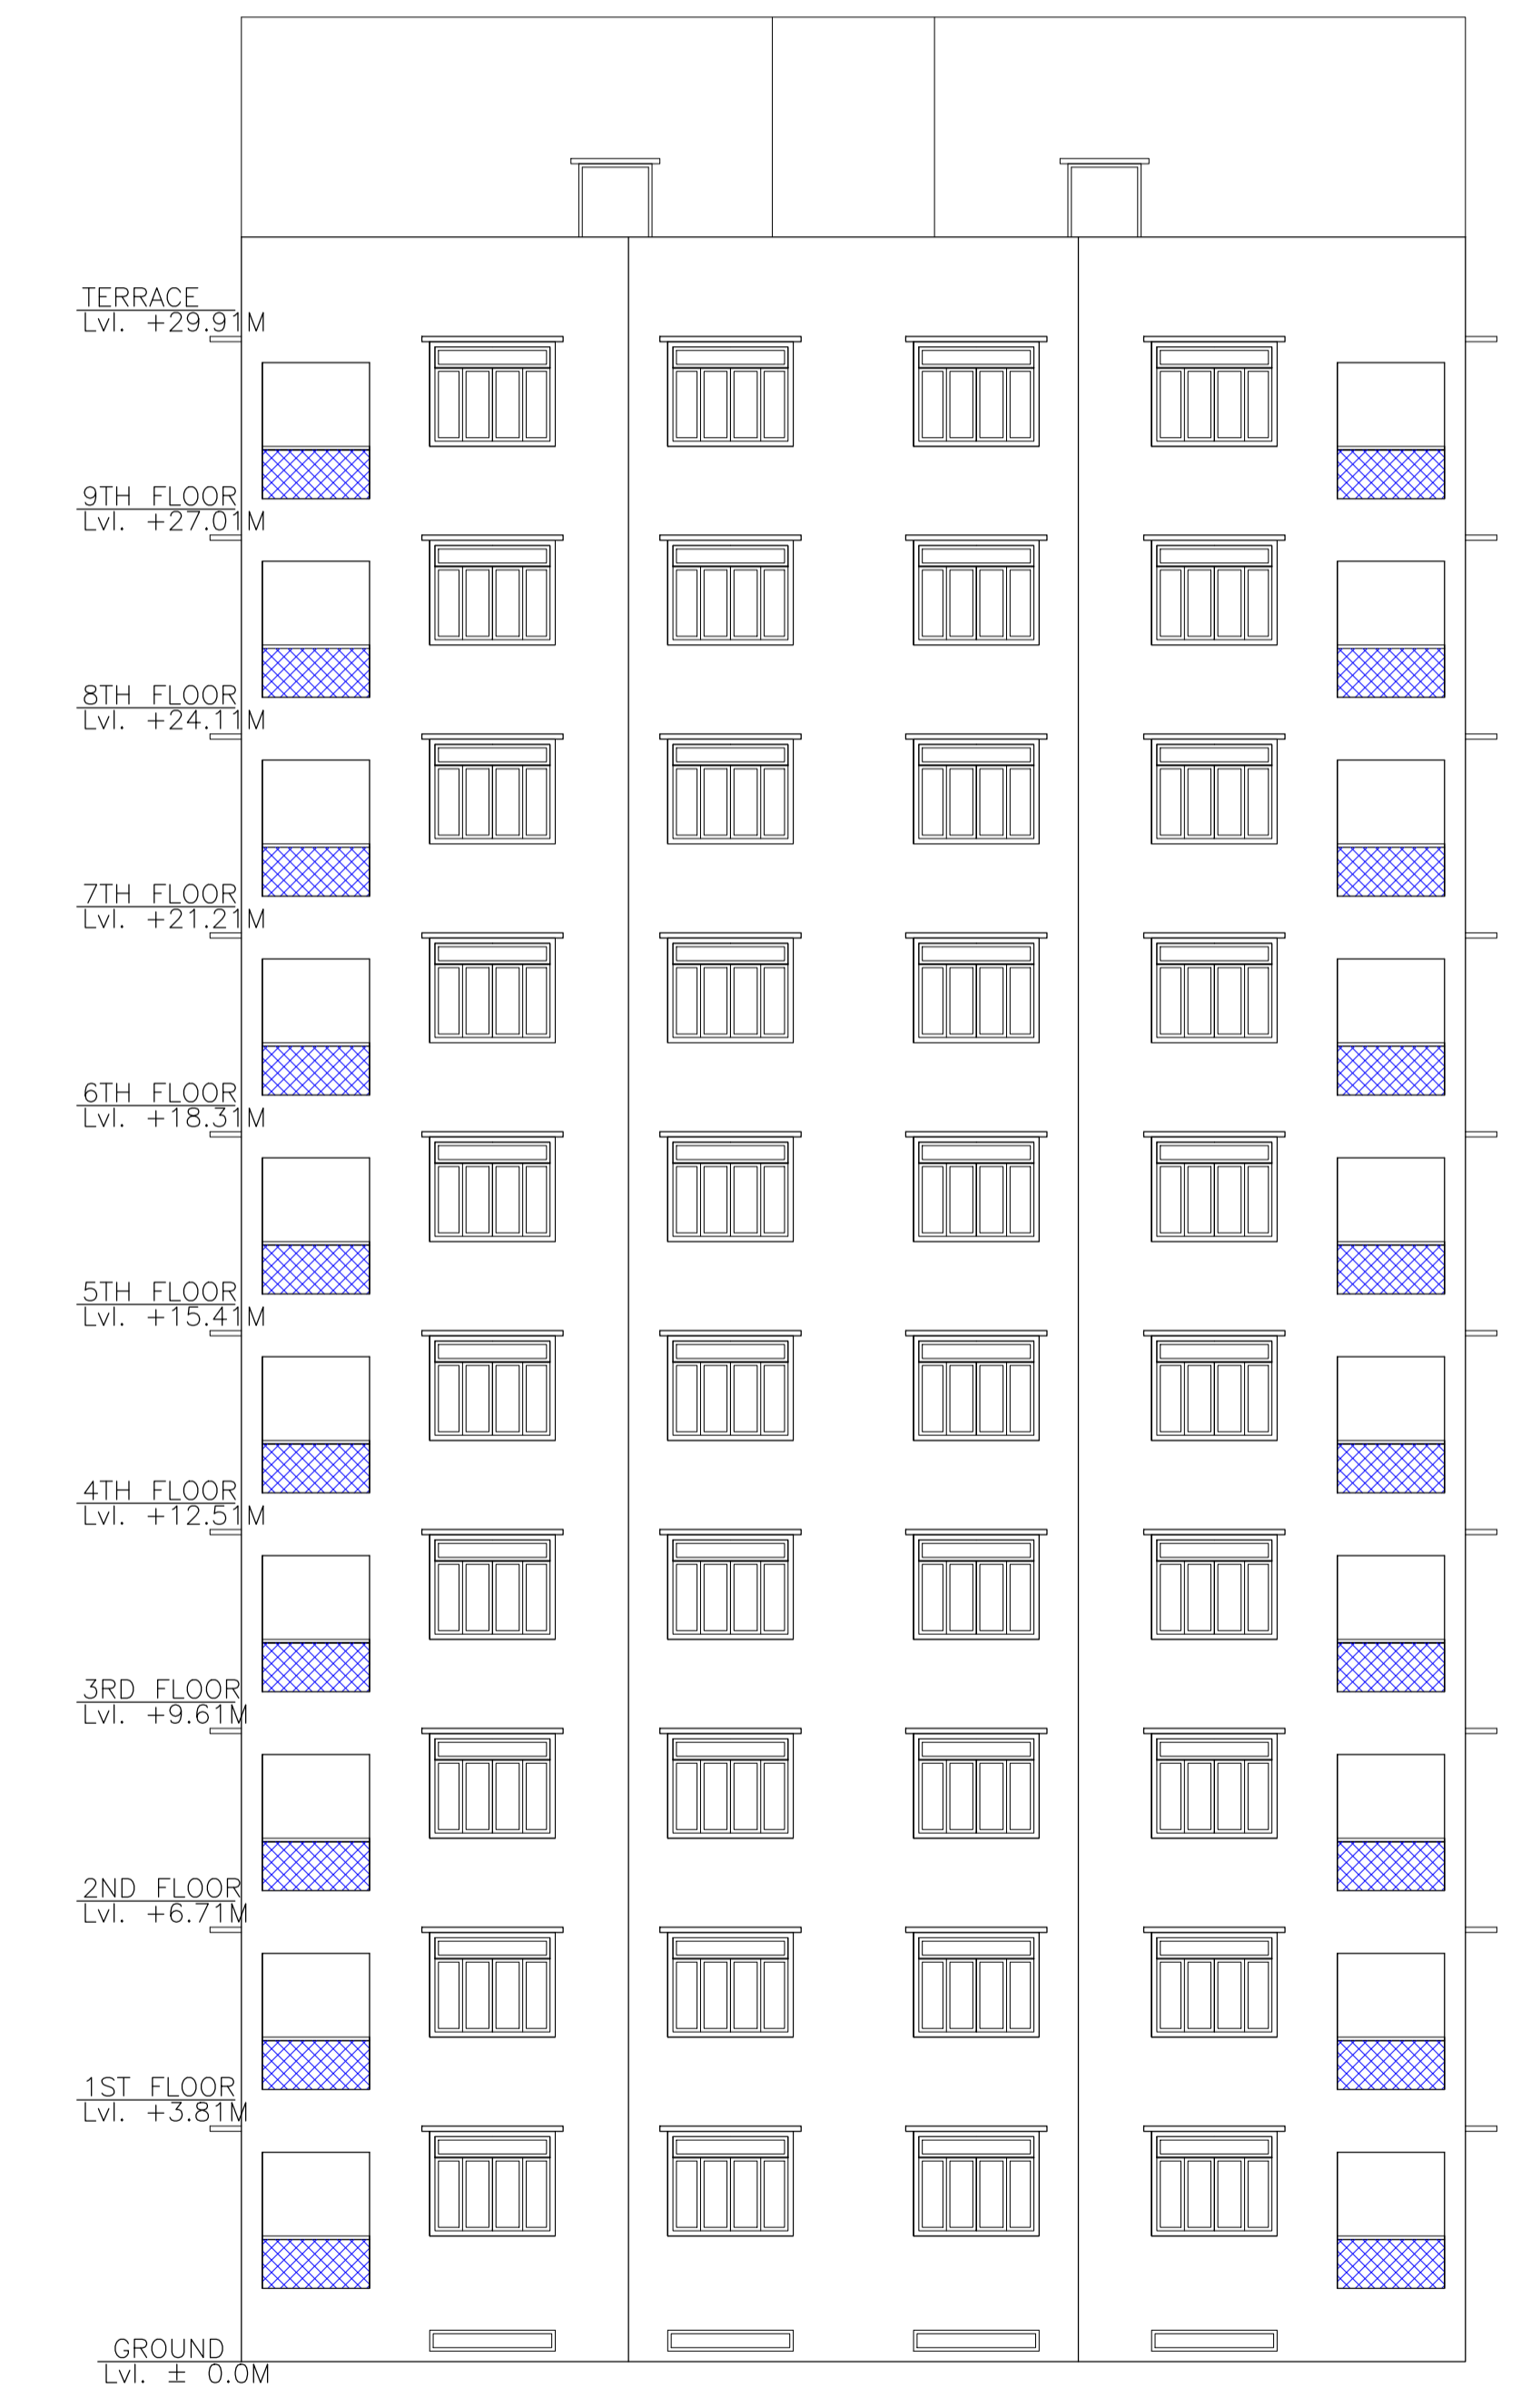 TERRACE
Lvl. +29.91M
9TH FLOOR
Lvl. +27.01M
8TH FLOOR
Lvl. +24.11M
7TH FLOOR
Lvl. +21.21M
6TH FLOOR
Lvl. +18.31M
5TH FLOOR
Lvl. +15.41M
4TH FLOOR
Lvl. +12.51M
3RD FLOOR
Lvl. +9.61M
2ND FLOOR
Lvl. +6.71M
1ST FLOOR
Lvl. +3.81M
GROUND
Lvl. ± 0.0M